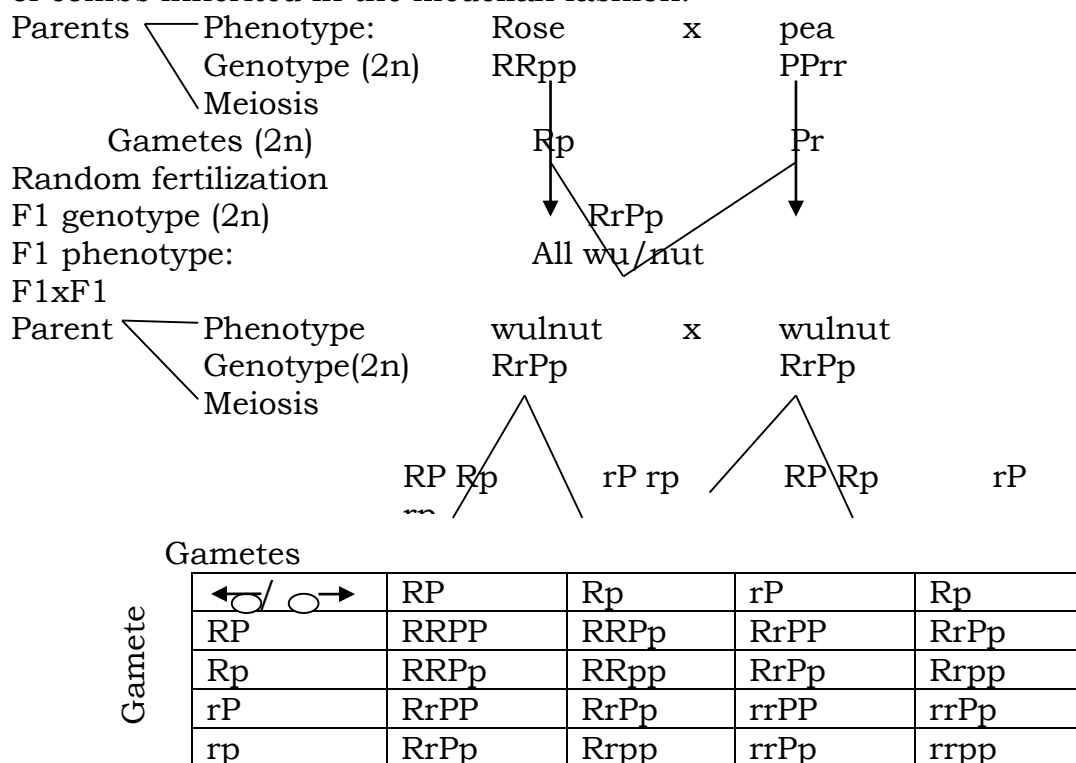 of combs inherited in the
Parents Phenotype: Rose x pea
Genotype (2n) RRpp PPrr
Meiosis
Gametes (2n) Rp Pr
Random fertilization
F1 genotype (2n) RrPp
F1 phenotype: All wu/nut
F1xF1
Parent Phenotype wulnut x wulnut
Genotype(2n) RrPp RrPp
Meiosis
RP Rp rP rp RP Rp rP
Gametes
Gamete
/ RP Rp rP Rp
RP RRPP RRPp RrPP RrPp
Rp RRPp RRpp RrPp Rrpp
rP RrPP RrPp rrPP rrPp
rp RrPp Rrpp rrPp rrpp